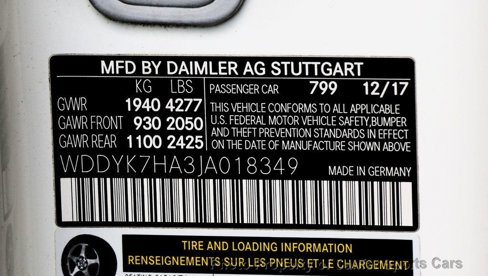 MFD BY DAIMLER AG STUTTGART
KG LBS PASSENGER CAR 799 12/17
GVWR 1940 4277
GAWR FRONT 930 2050
GAWR REAR 1100 2425
THIS VEHICLE CONFORMS TO ALL APPLICABLE
U.S. FEDERAL MOTOR VEHICLE SAFETY,BUMPER
AND THEFT PREVENTION STANDARDS IN EFFECT
ON THE DATE OF MANUFACTURE SHOWN ABOVE
WDDYK7HA3JA018349 MADE IN GERMANY
TIRE AND LOADING INFORMATION
RENSEIGNEMENTS SUR LES PNEUS ET LE CHARGEMENT
Cars